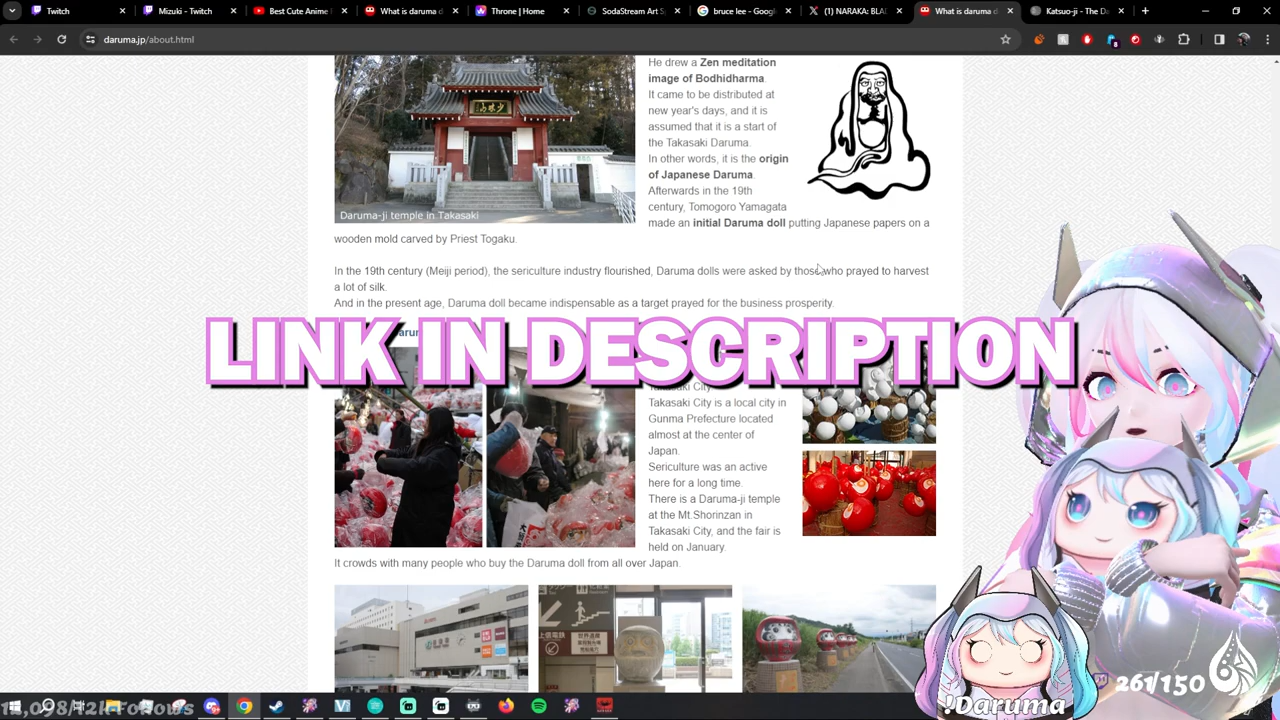 Twitch
Mizuki - Twitch
Best Cute Anime
What is daruma d
Throne | Home
SodaStream Art S
bruce lee - Googl
(1) NARAKA: BLA
What is daruma d
Katsuo-ji - The Da
daruma.jp/about.html
He drew a Zen meditation
image of Bodhidharma.
It came to be distributed at
new year's days, and it is
assumed that it is a start of
the Takasaki Daruma.
In other words, it is the origin
of Japanese Daruma.
Afterwards in the 19th
century, Tomogoro Yamagata
made an initial Daruma doll putting Japanese papers on a
wooden mold carved by Priest Togaku.
Daruma-ji temple in Takasaki
In the 19th century (Meiji period), the sericulture industry flourished, Daruma dolls were asked by those who prayed to harvest
a lot of silk.
And in the present age, Daruma doll became indispensable as a target prayed for the business prosperity.
LINK IN DESCRIPTION
Takasaki City
Takasaki City is a local city in
Gunma Prefecture located
almost at the center of
Japan.
Sericulture was an active
here for a long time.
There is a Daruma-ji temple
at the Mt.Shorinzan in
Takasaki City, and the fair is
held on January.
It crowds with many people who buy the Daruma doll from all over Japan.
261/150
!Daruma